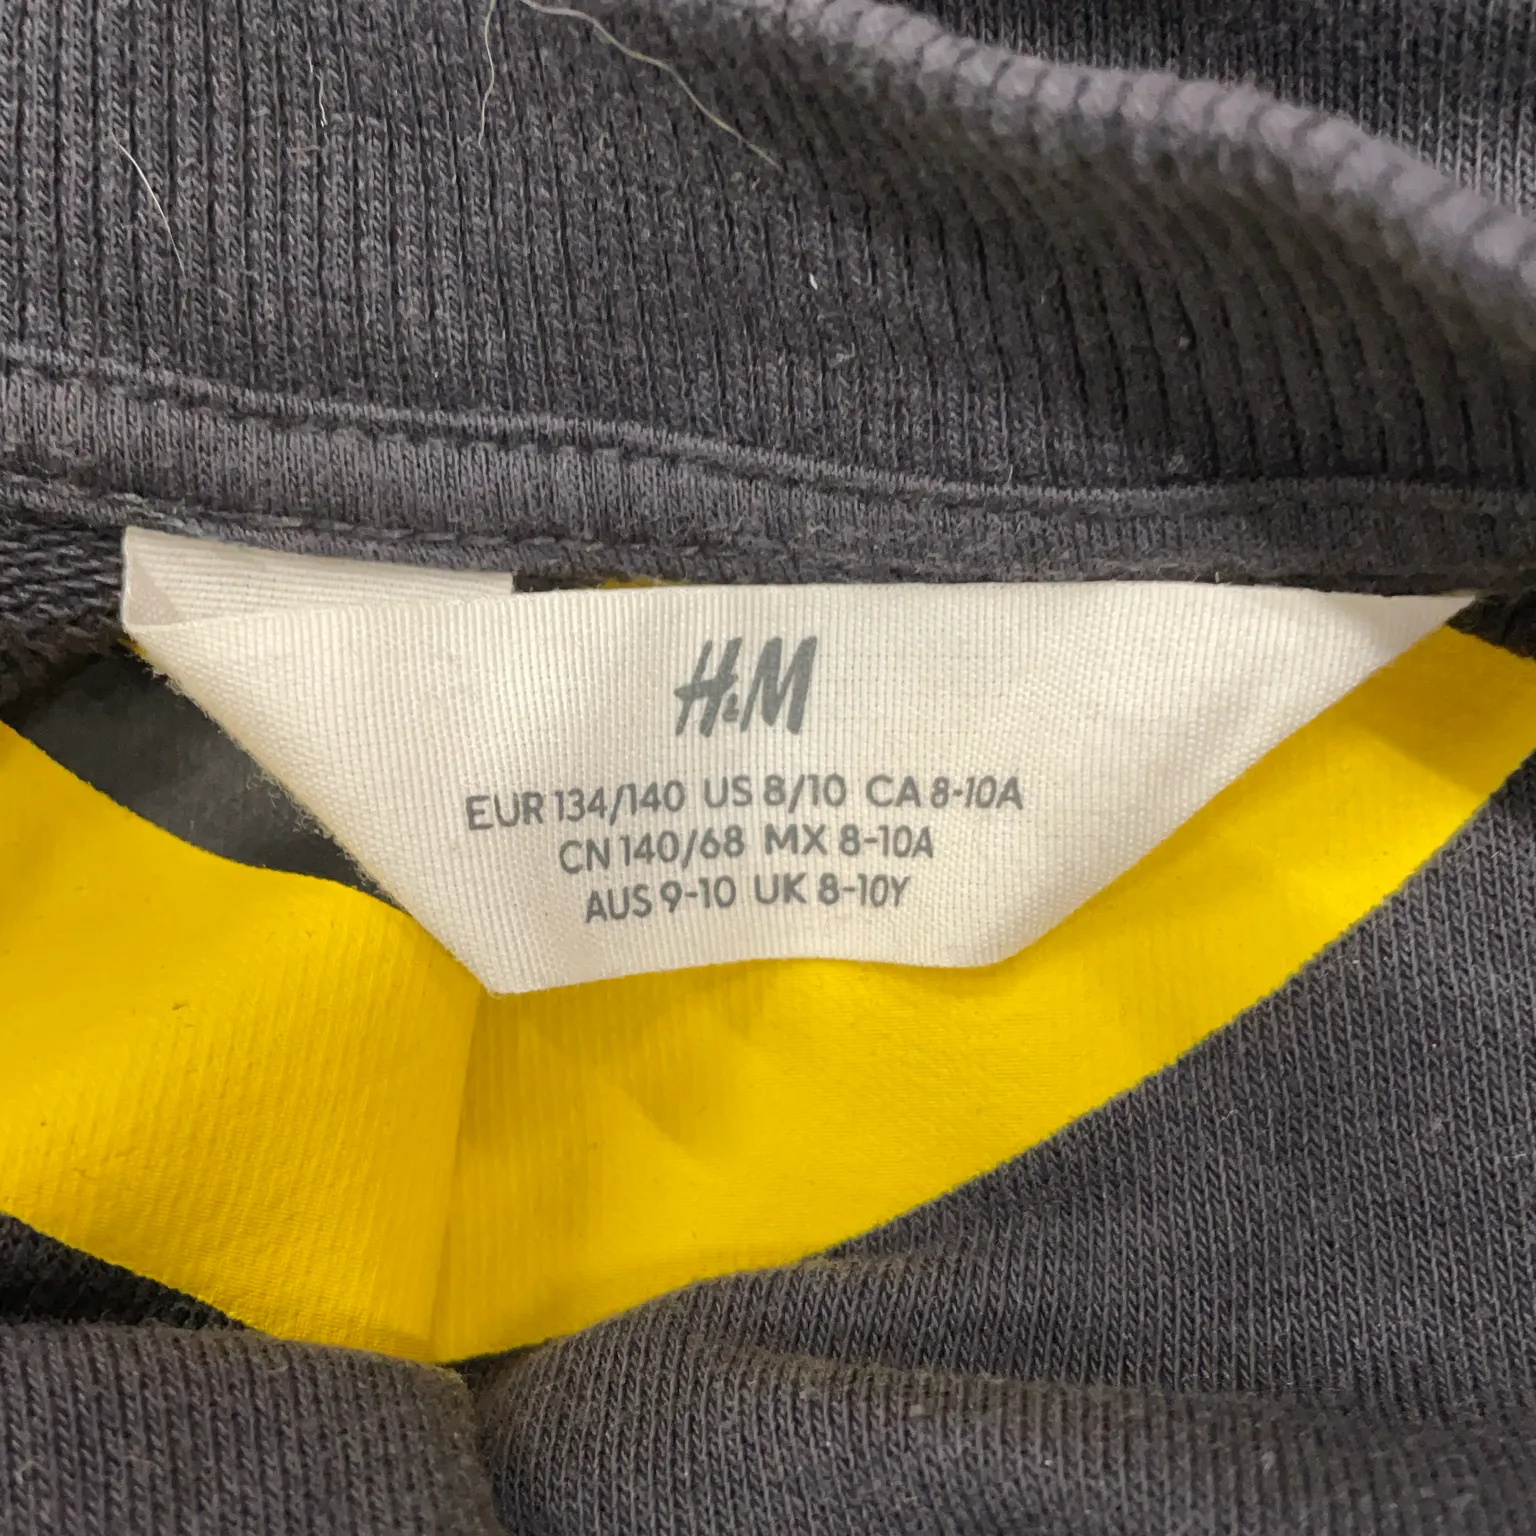 H&M
EUR 134/140 US 8/10 CA 8-10A
CN 140/68 MX 8-10A
AUS 9-10 UK 8-10Y